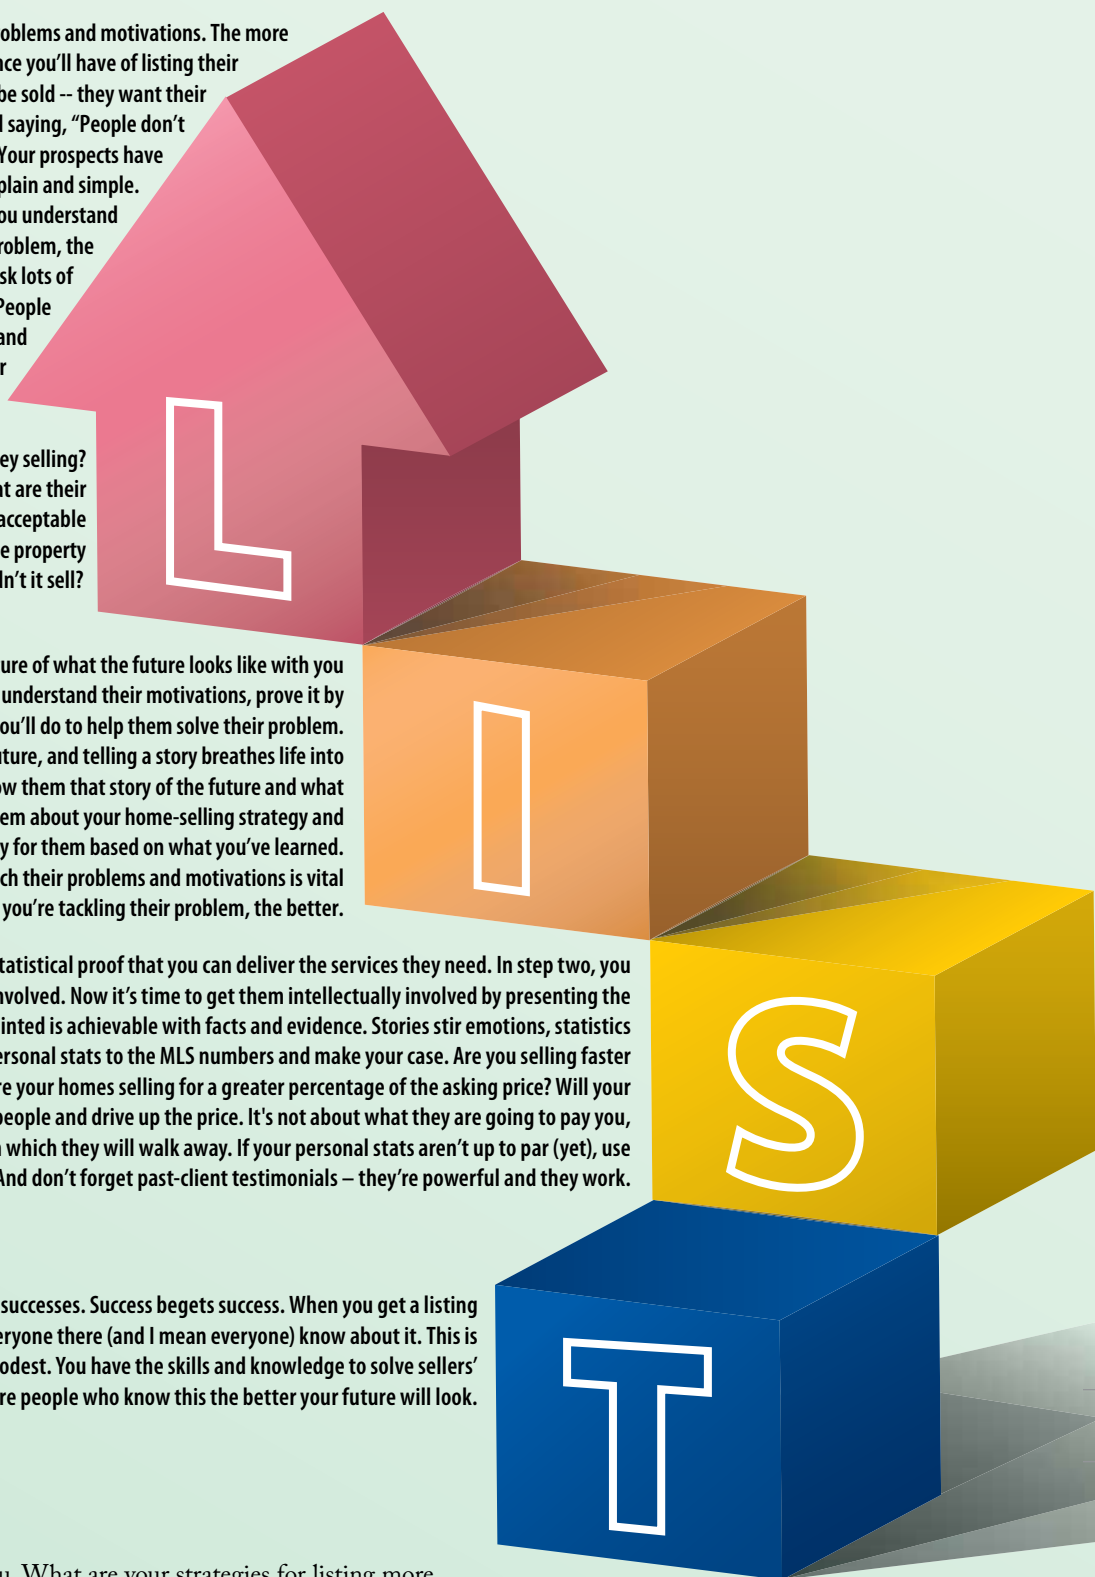 oblems and motivations. The more
ace you'll have of listing their
be sold -- they want their
l saying, “People don't
Your prospects have
plain and simple.
ou understand
roblem, the
sk lots of
People
and
r
L
ey selling?
at are their
acceptable
e property
dn't it sell?
ure of what the future looks like with you
understand their motivations, prove it by
you'll do to help them solve their problem.
uture, and telling a story breathes life into
ow them that story of the future and what
em about your home-selling strategy and
y for them based on what you've learned.
ch their problems and motivations is vital
you're tackling their problem, the better.
I
tatistical proof that you can deliver the services they need. In step two, you
nvolved. Now it's time to get them intellectually involved by presenting the
inted is achievable with facts and evidence. Stories stir emotions, statistics
ersonal stats to the MLS numbers and make your case. Are you selling faster
re your homes selling for a greater percentage of the asking price? Will your
people and drive up the price. It's not about what they are going to pay you,
which they will walk away. If your personal stats aren't up to par (yet), use
And don't forget past-client testimonials – they're powerful and they work.
S
successes. Success begets success. When you get a listing
eryone there (and I mean everyone) know about it. This is
odest. You have the skills and knowledge to solve sellers'
re people who know this the better your future will look.
T
u. What are your strategies for listing more